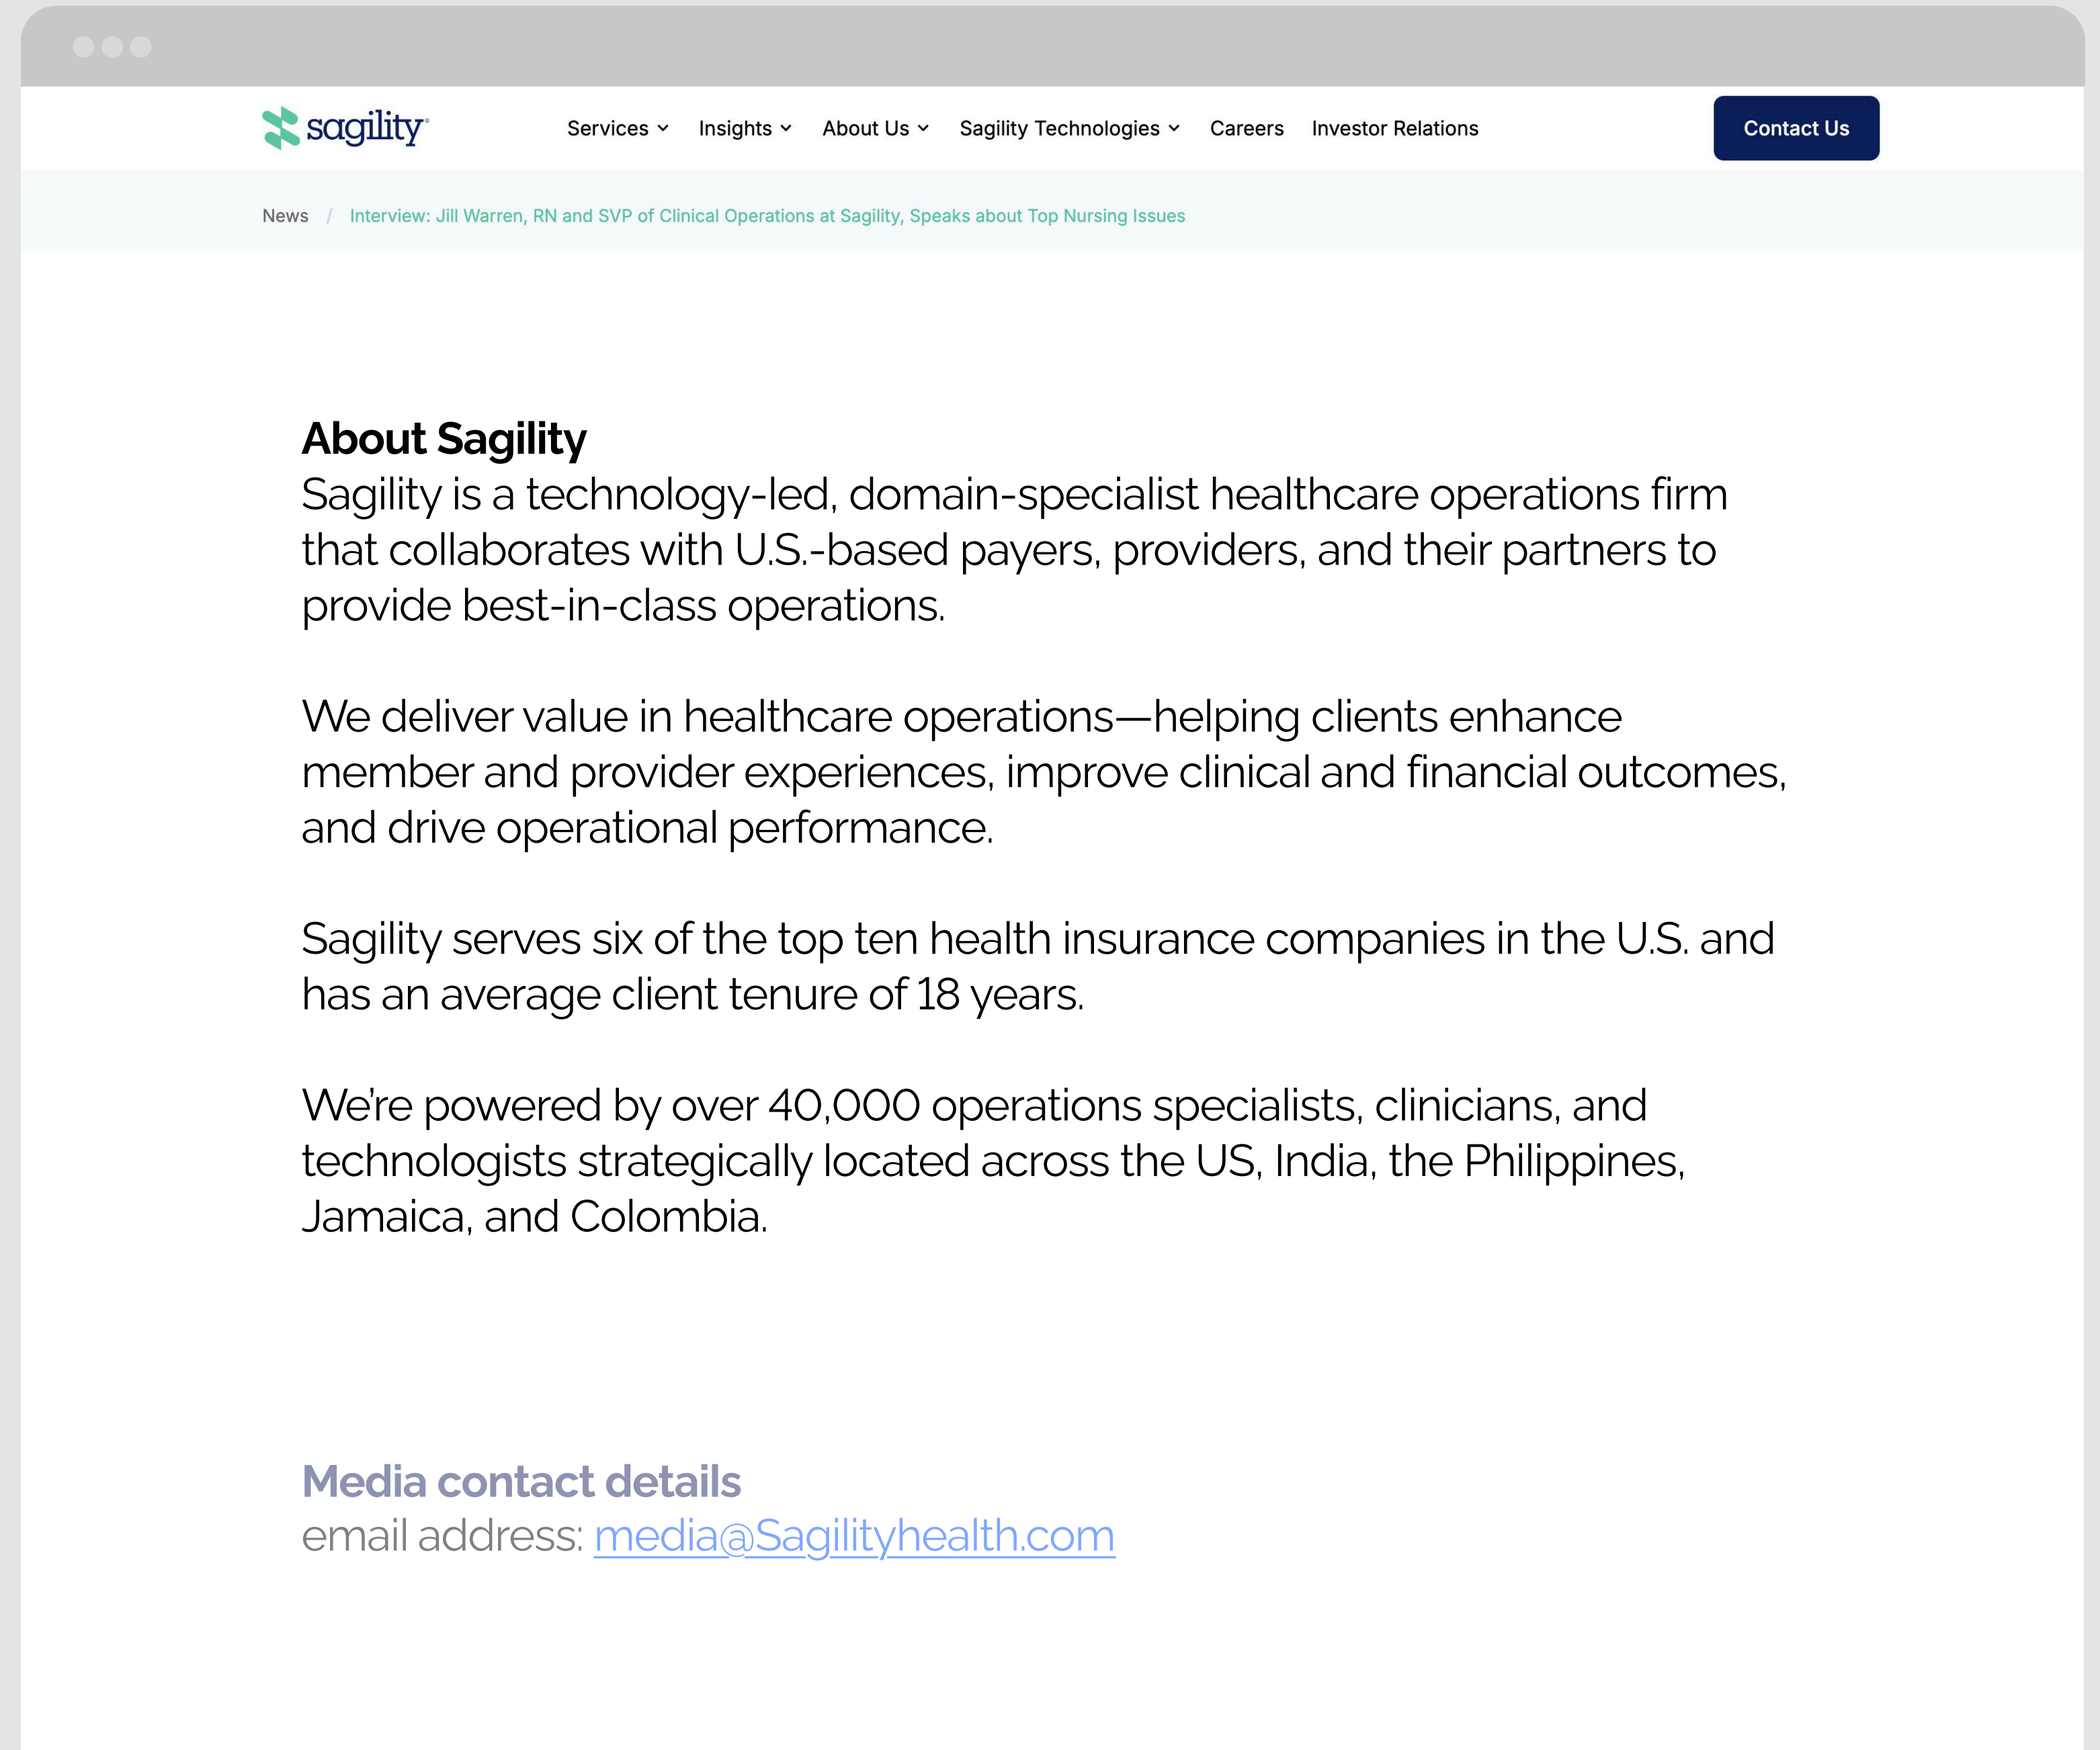 sagility
Services Insights About Us Sagility Technologies Careers Investor Relations Contact Us
News / Interview: Jill Warren, RN and SVP of Clinical Operations at Sagility, Speaks about Top Nursing Issues
About Sagility
Sagility is a technology-led, domain-specialist healthcare operations firm
that collaborates with U.S.-based payers, providers, and their partners to
provide best-in-class operations.
We deliver value in healthcare operations—helping clients enhance
member and provider experiences, improve clinical and financial outcomes,
and drive operational performance.
Sagility serves six of the top ten health insurance companies in the U.S. and
has an average client tenure of 18 years.
We're powered by over 40,000 operations specialists, clinicians, and
technologists strategically located across the US, India, the Philippines,
Jamaica, and Colombia.
Media contact details
email address: media@Sagilityhealth.com